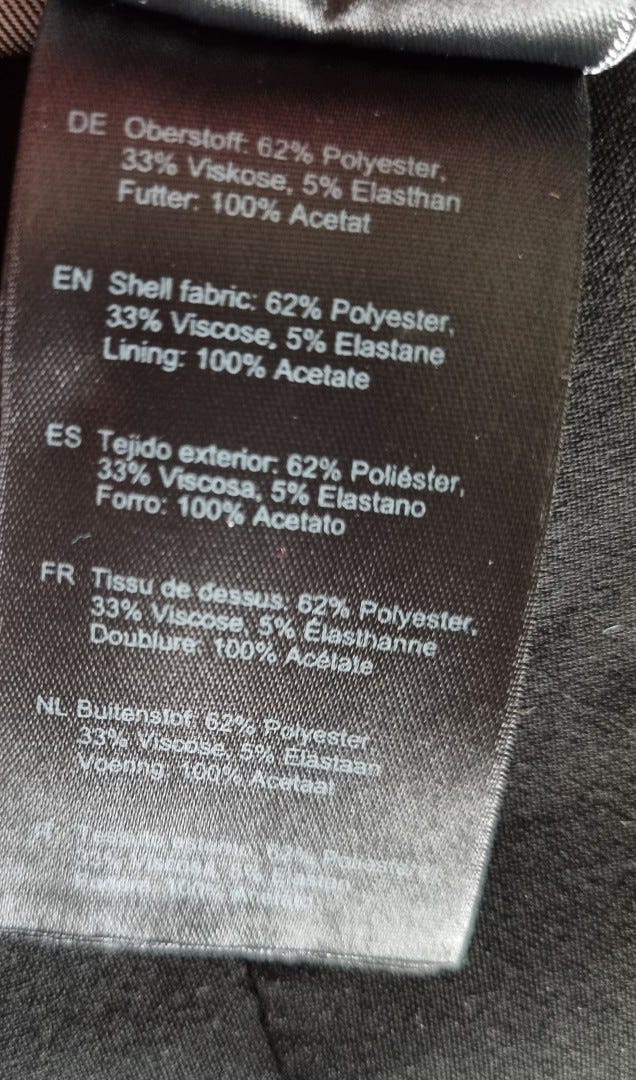 DE Oberstoff: 62% Polyester,
33% Viskose, 5% Elasthan
Futter: 100% Acetat
EN Shell fabric: 62% Polyester,
33% Viscose, 5% Elastane
Lining: 100% Acetate
ES Tejido exterior: 62% Poliéster,
33% Viscosa, 5% Elastano
Forro: 100% Acetato
FR Tissu de dessus: 62% Polyester,
33% Viscose, 5% Élasthanne
Doublure: 100% Acétate
NL Buitenstof: 62% Polyester,
33% Viscose, 5% Elastaan
Voering: 100% Acetaat